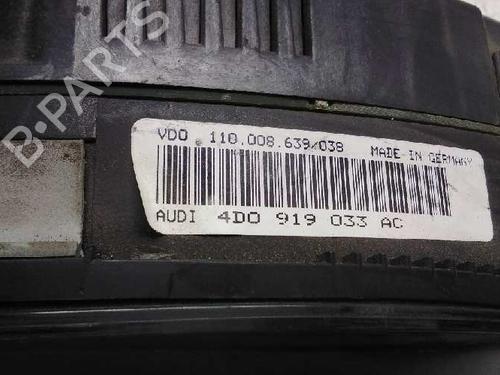 B-PARTS
VDO 110.008.639/038 MADE IN GERMANY
AUDI 4D0 919 033 AC